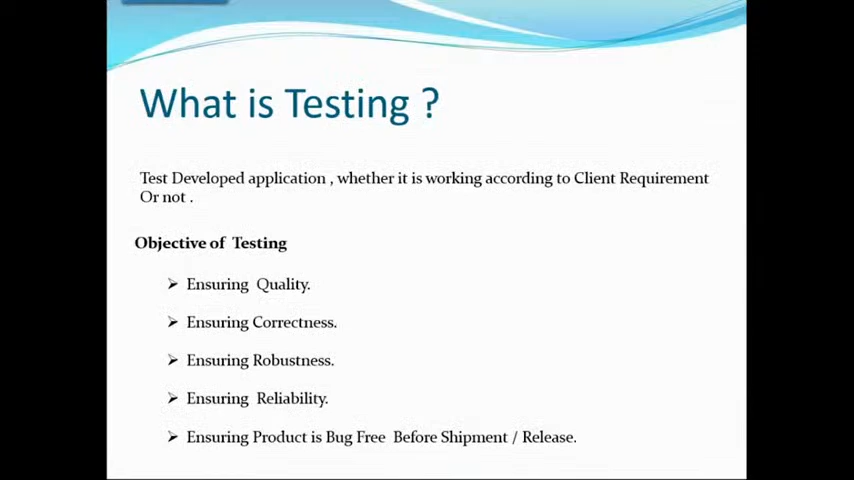 What is Testing ?
Test Developed application , whether it is working according to Client Requirement
Or not .
Objective of Testing
➢ Ensuring Quality.
➢ Ensuring Correctness.
➢ Ensuring Robustness.
➢ Ensuring Reliability.
➢ Ensuring Product is Bug Free Before Shipment / Release.